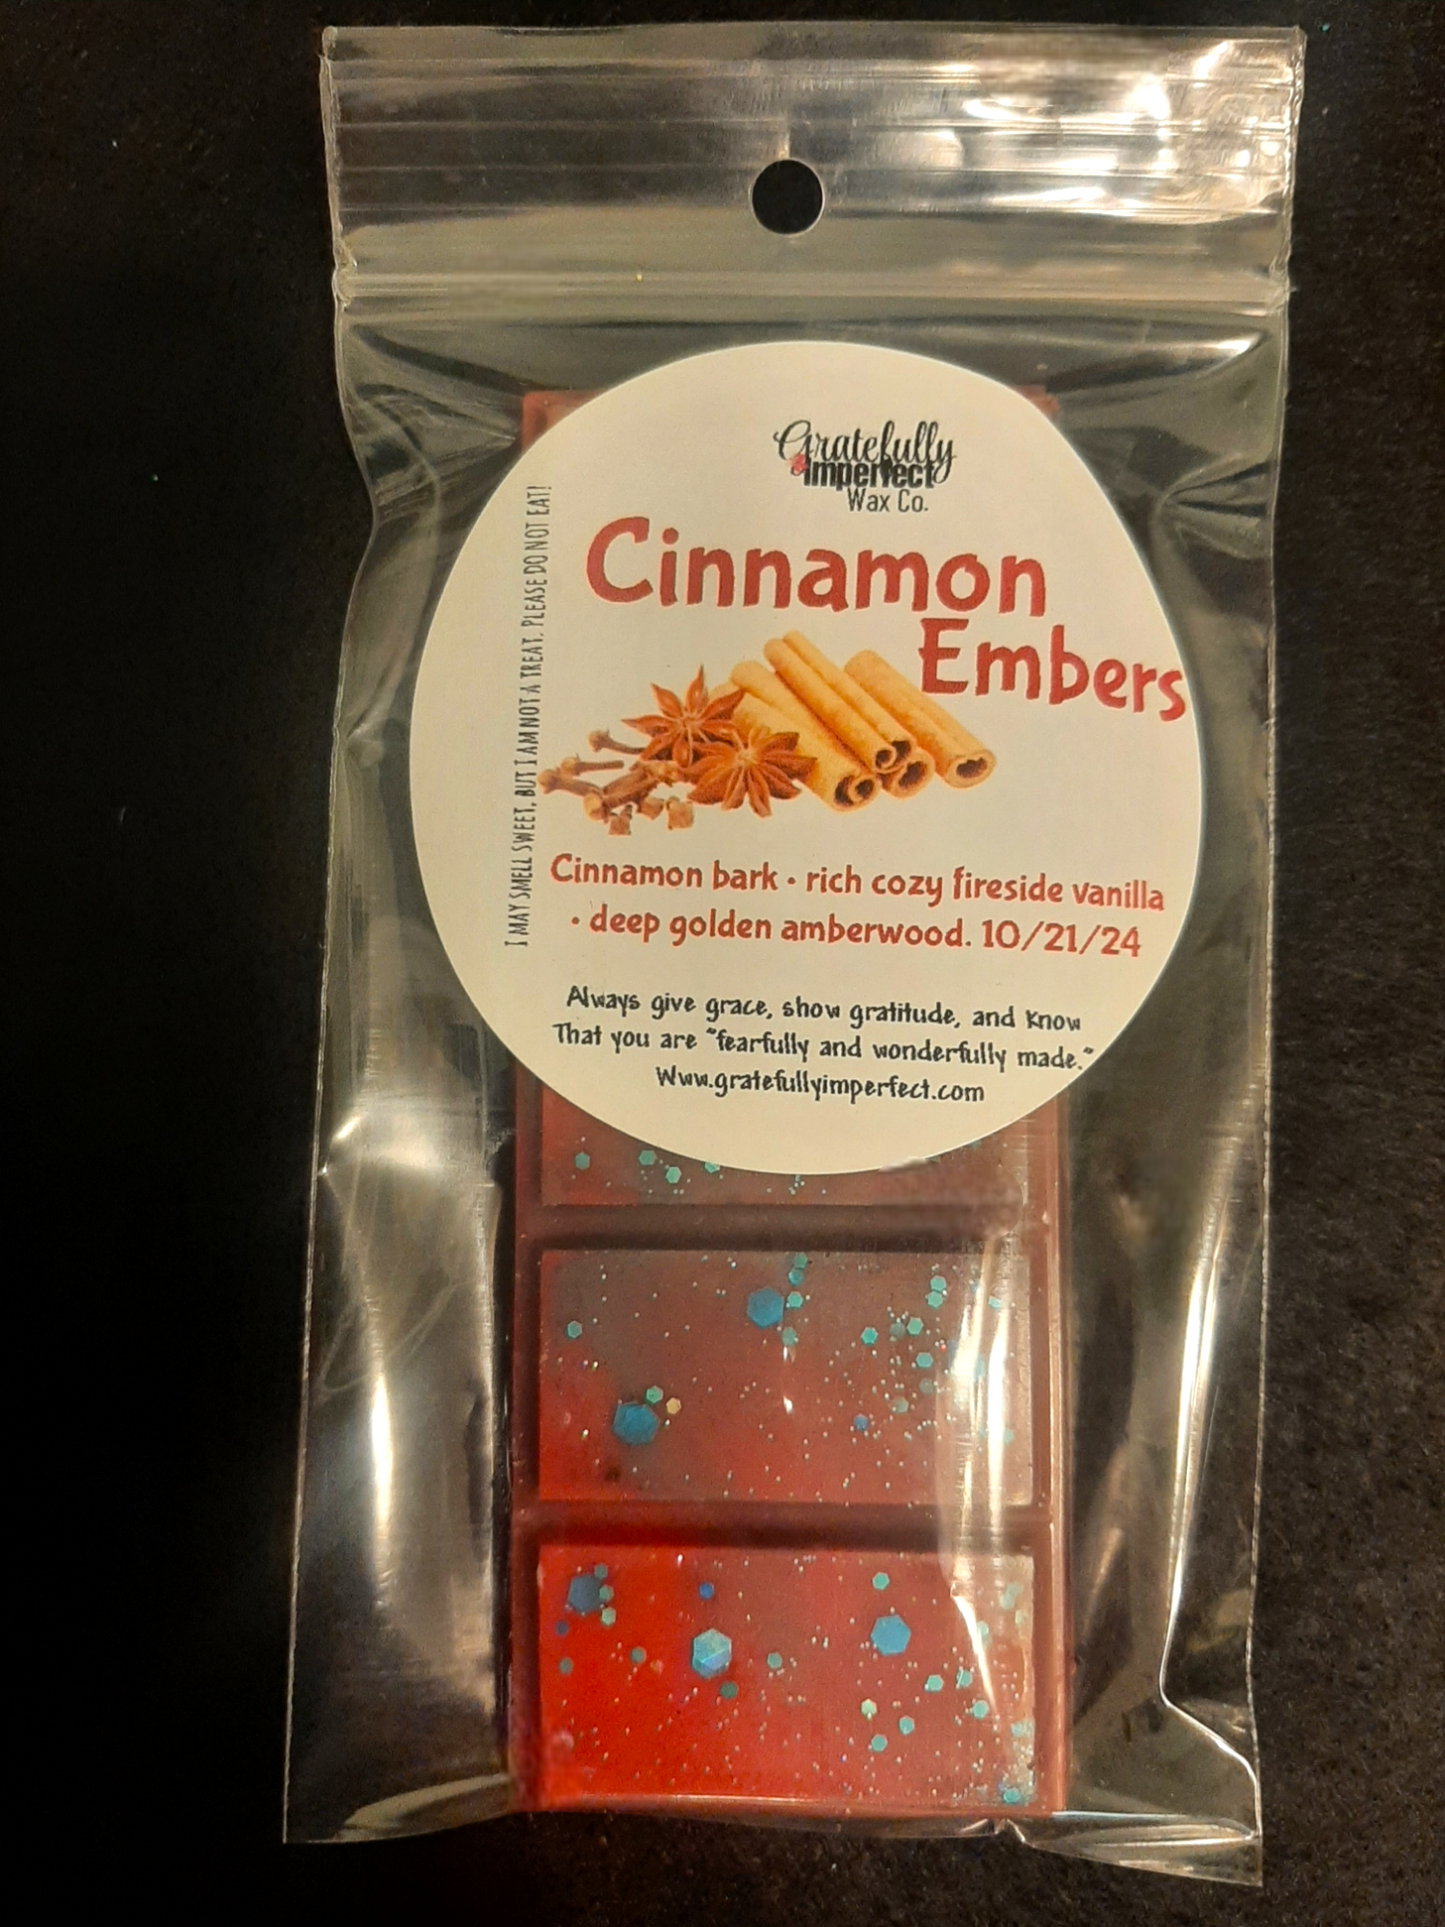 Gratefully
Imperfect
Wax Co.
Cinnamon
Embers
I MAY SMELL SWEET, BUT I AM NOT A TREAT. PLEASE DO NOT EAT!
Cinnamon bark • rich cozy fireside vanilla
• deep golden amberwood. 10/21/24
Always give grace, show gratitude, and know
That you are "fearfully and wonderfully made."
Www.gratefullyimperfect.com